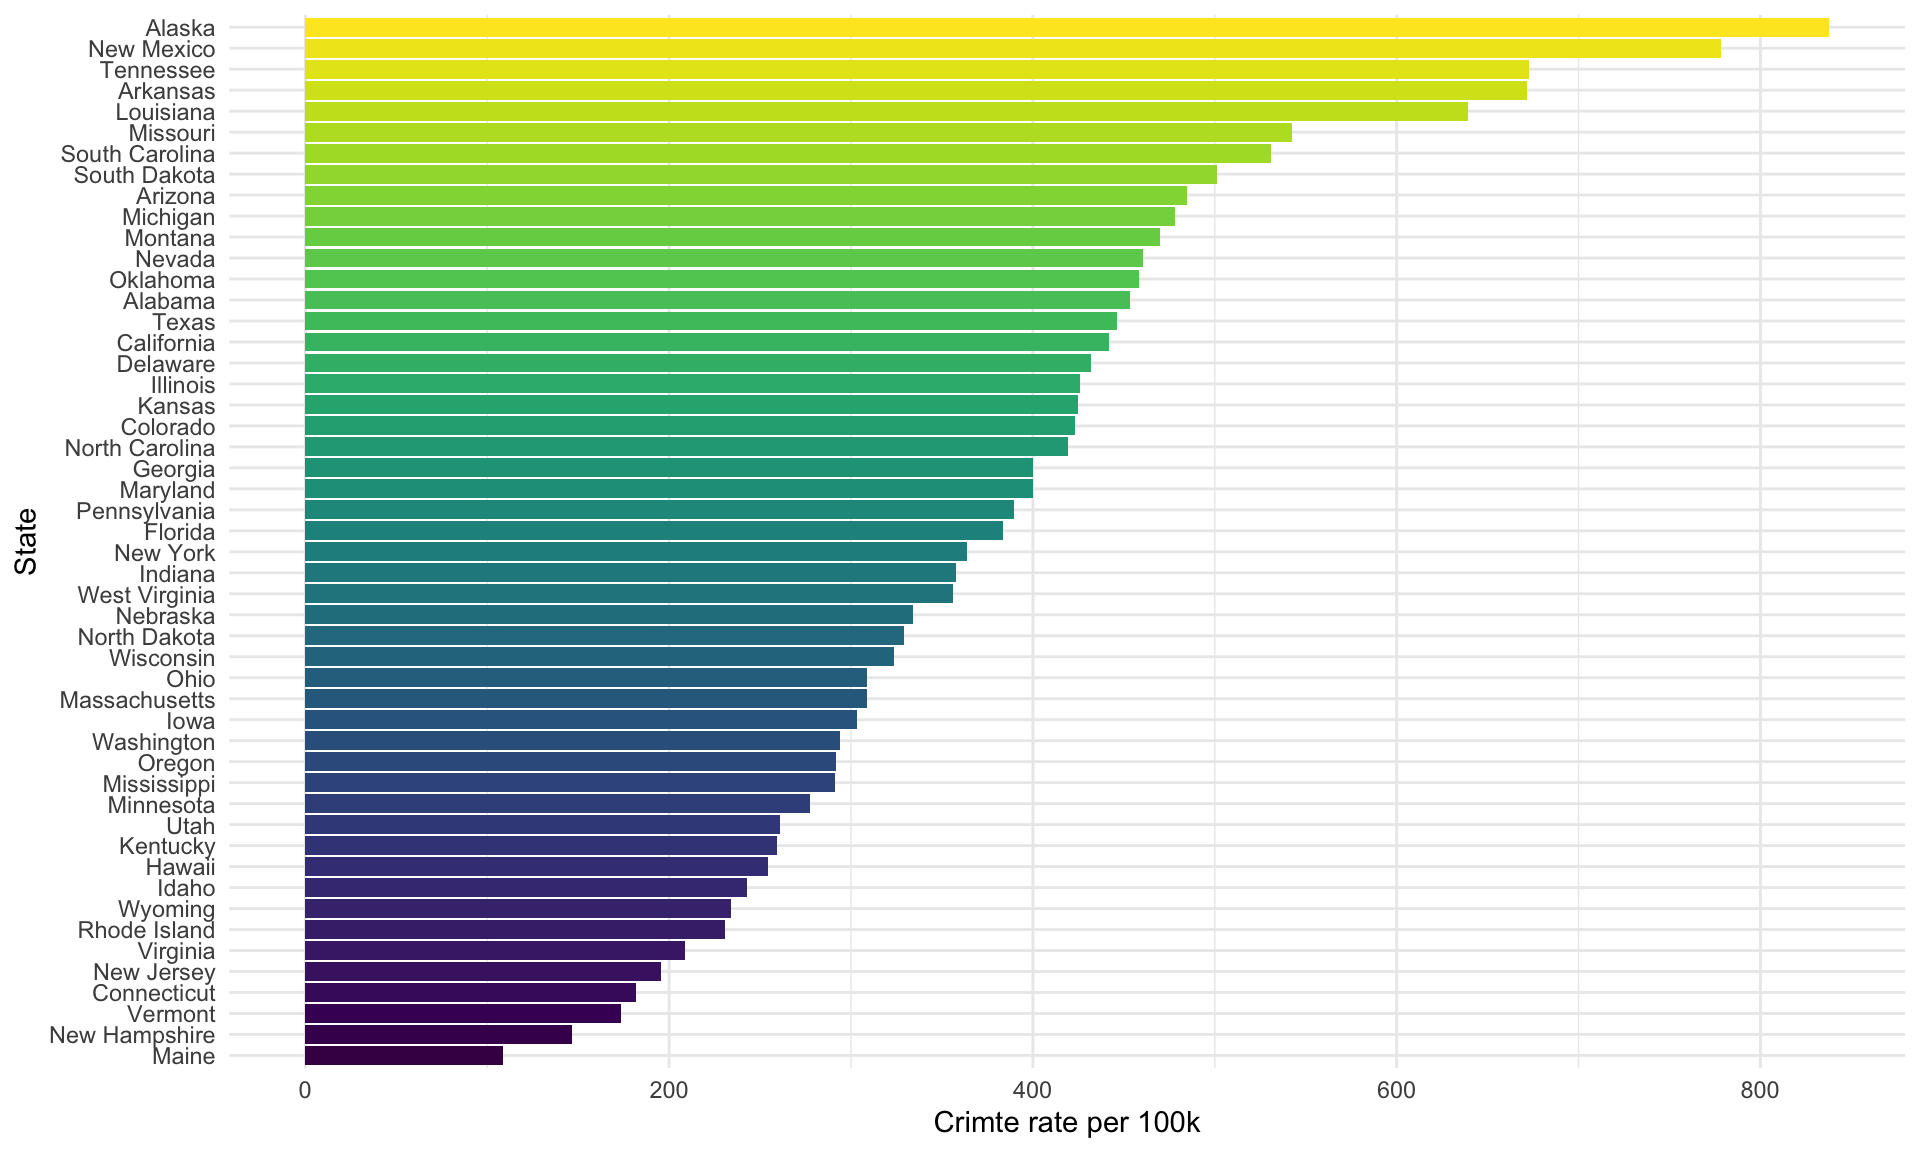 Alaska
New Mexico
Tennessee
Arkansas
Louisiana
Missouri
South Carolina
South Dakota
Arizona
Michigan
Montana
Nevada
Oklahoma
Alabama
Texas
California
Delaware
Illinois
Kansas
Colorado
North Carolina
Georgia
Maryland
Pennsylvania
Florida
New York
Indiana
West Virginia
Nebraska
North Dakota
Wisconsin
Ohio
Massachusetts
Iowa
Washington
Oregon
Mississippi
Minnesota
Utah
Kentucky
Hawaii
Idaho
Wyoming
Rhode Island
Virginia
New Jersey
Connecticut
Vermont
New Hampshire
Maine
State
0 200 400 600 800
Crimte rate per 100k